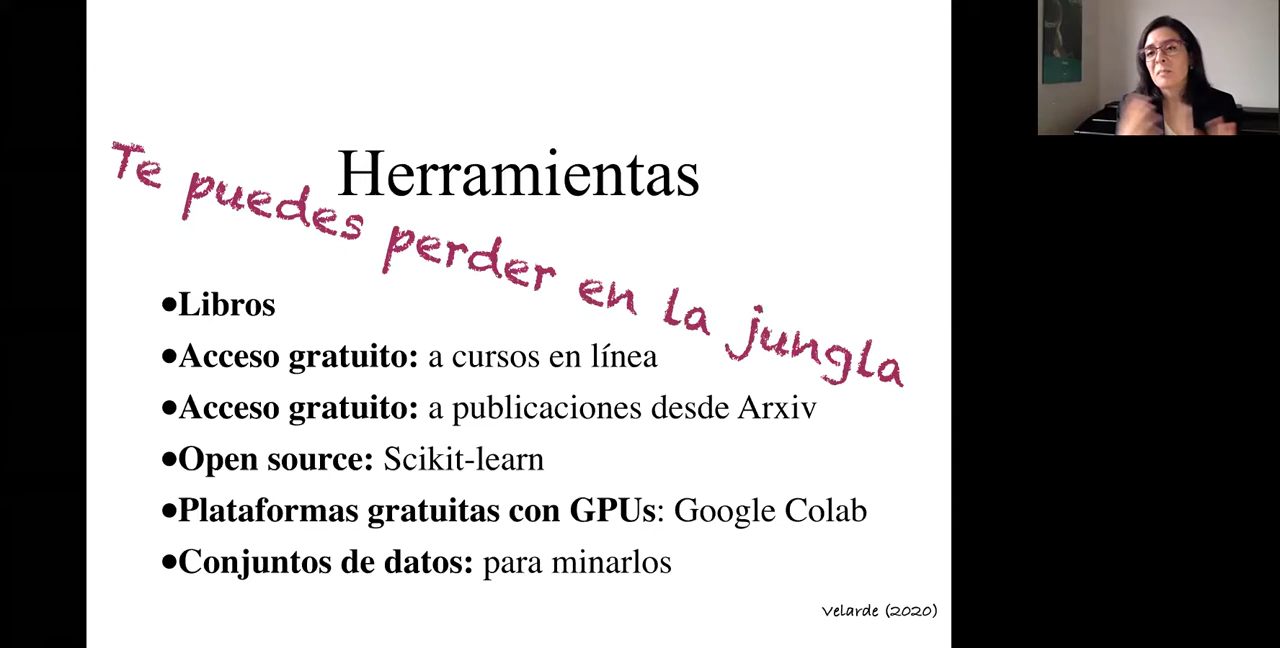 Herramientas
Te puedes perder en la jungla
•Libros
•Acceso gratuito: a cursos en línea
•Acceso gratuito: a publicaciones desde Arxiv
•Open source: Scikit-learn
•Plataformas gratuitas con GPUs: Google Colab
•Conjuntos de datos: para minarlos
Velarde (2020)